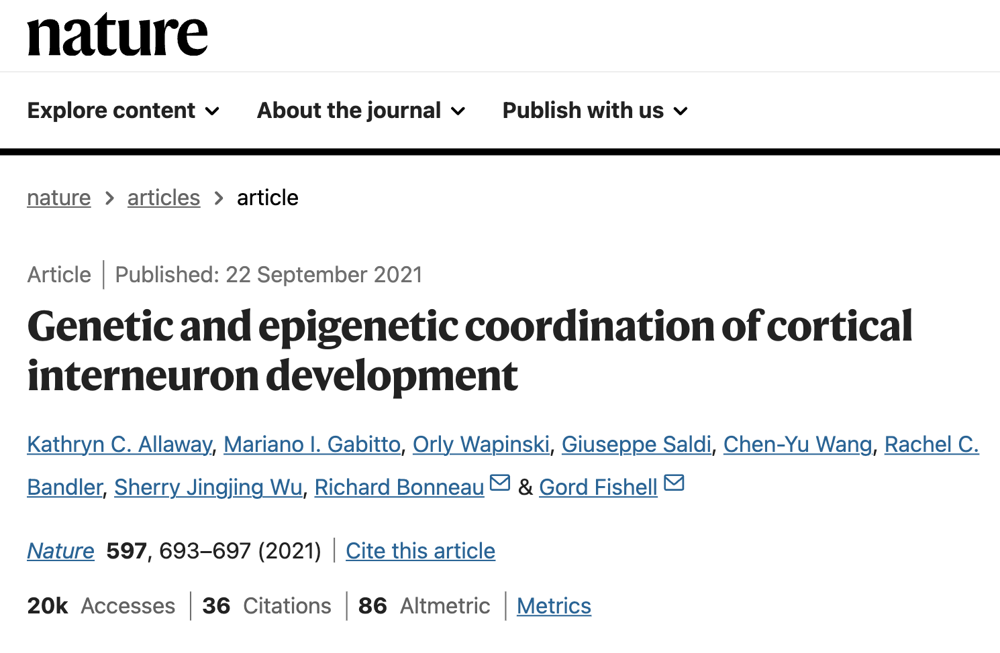 nature
Explore content About the journal Publish with us
nature > articles > article
Article | Published: 22 September 2021
Genetic and epigenetic coordination of cortical
interneuron development
Kathryn C. Allaway, Mariano I. Gabitto, Orly Wapinski, Giuseppe Saldi, Chen-Yu Wang, Rachel C.
Bandler, Sherry Jingjing Wu, Richard Bonneau & Gord Fishell
Nature 597, 693–697 (2021) | Cite this article
20k Accesses | 36 Citations | 86 Altmetric | Metrics